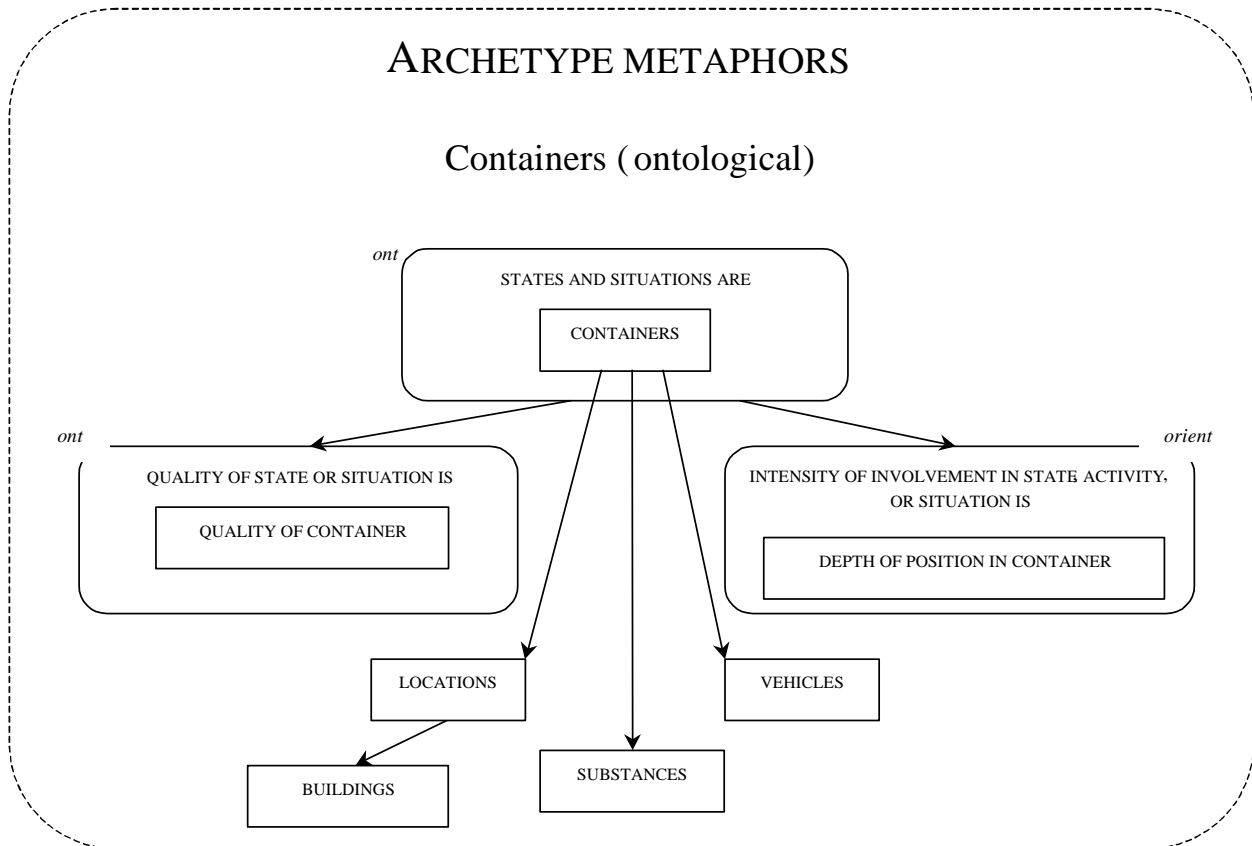 ARCHETYPE METAPHORS
Containers (ontological)
ont
STATES AND SITUATIONS ARE
CONTAINERS
ont
QUALITY OF STATE OR SITUATION IS
QUALITY OF CONTAINER
orient
INTENSITY OF INVOLVEMENT IN STATE, ACTIVITY,
OR SITUATION IS
DEPTH OF POSITION IN CONTAINER
LOCATIONS
VEHICLES
BUILDINGS
SUBSTANCES